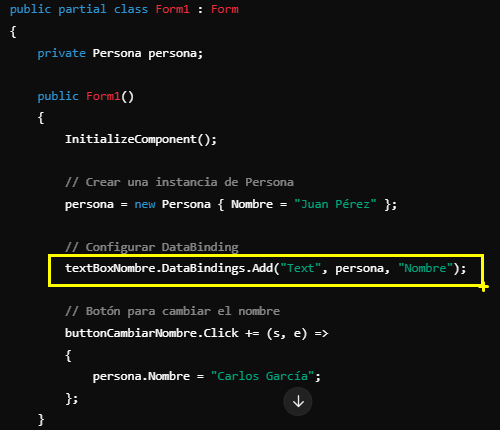 public partial class Form1 : Form
{
private Persona persona;
public Form1()
{
InitializeComponent();
// Crear una instancia de Persona
persona = new Persona { Nombre = "Juan Pérez" };
// Configurar DataBinding
textBoxNombre.DataBindings.Add("Text", persona, "Nombre");
// Botón para cambiar el nombre
buttonCambiarNombre.Click += (s, e) =>
{
persona.Nombre = "Carlos García";
};
}